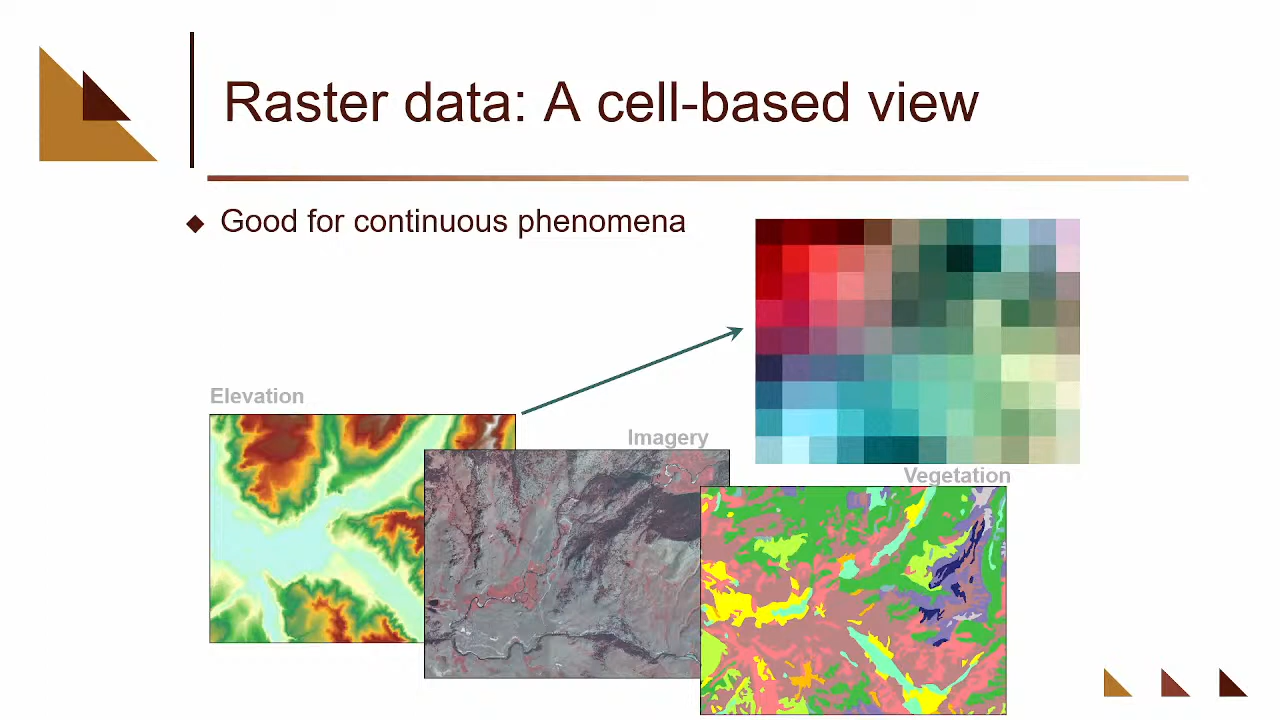 Raster data: A cell-based view
Good for continuous phenomena
Elevation
Imagery
Vegetation